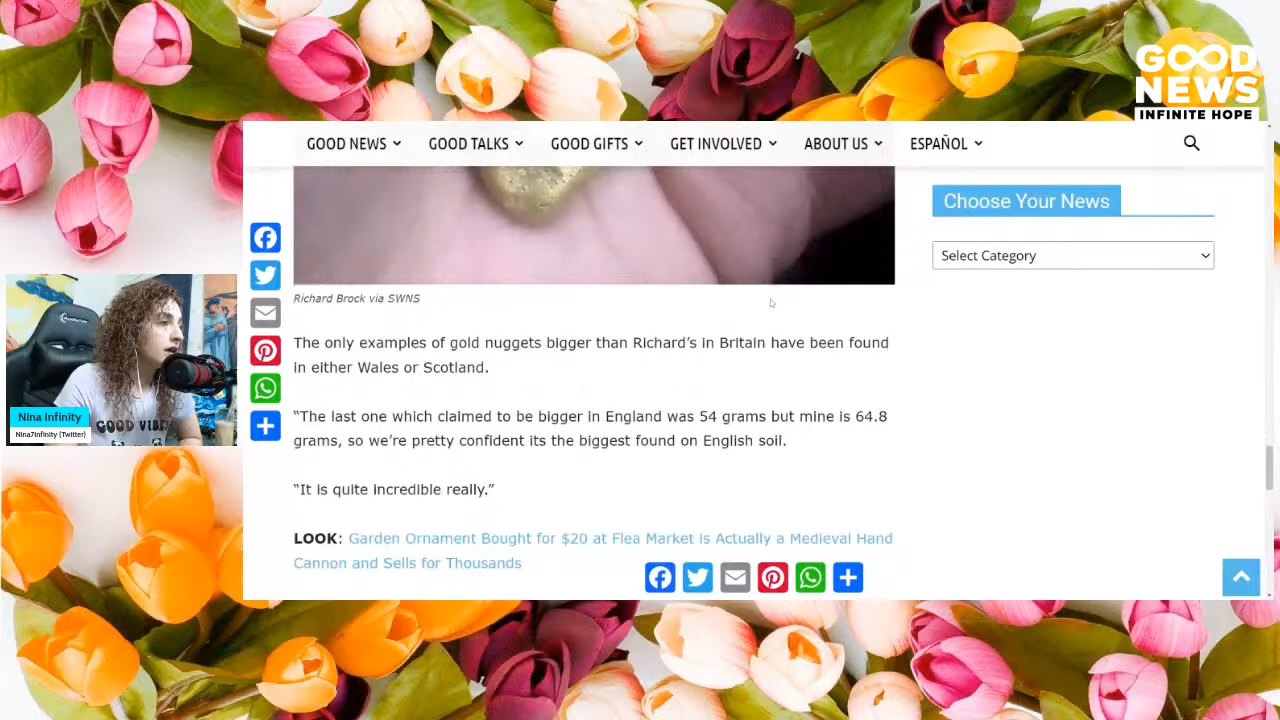 GOOD
NEWS
INFINITE HOPE
GOOD NEWS
GOOD TALKS
GOOD GIFTS
GET INVOLVED
ABOUT US
ESPAÑOL
Choose Your News
Select Category
Richard Brock via SWNS
The only examples of gold nuggets bigger than Richard's in Britain have been found
in either Wales or Scotland.
“The last one which claimed to be bigger in England was 54 grams but mine is 64.8
grams, so we're pretty confident its the biggest found on English soil.
“It is quite incredible really.”
LOOK: Garden Ornament Bought for $20 at Flea Market is Actually a Medieval Hand
Cannon and Sells for Thousands
GOOD VIBES
Nina Infinity
Nina7Infinity (Twitter)